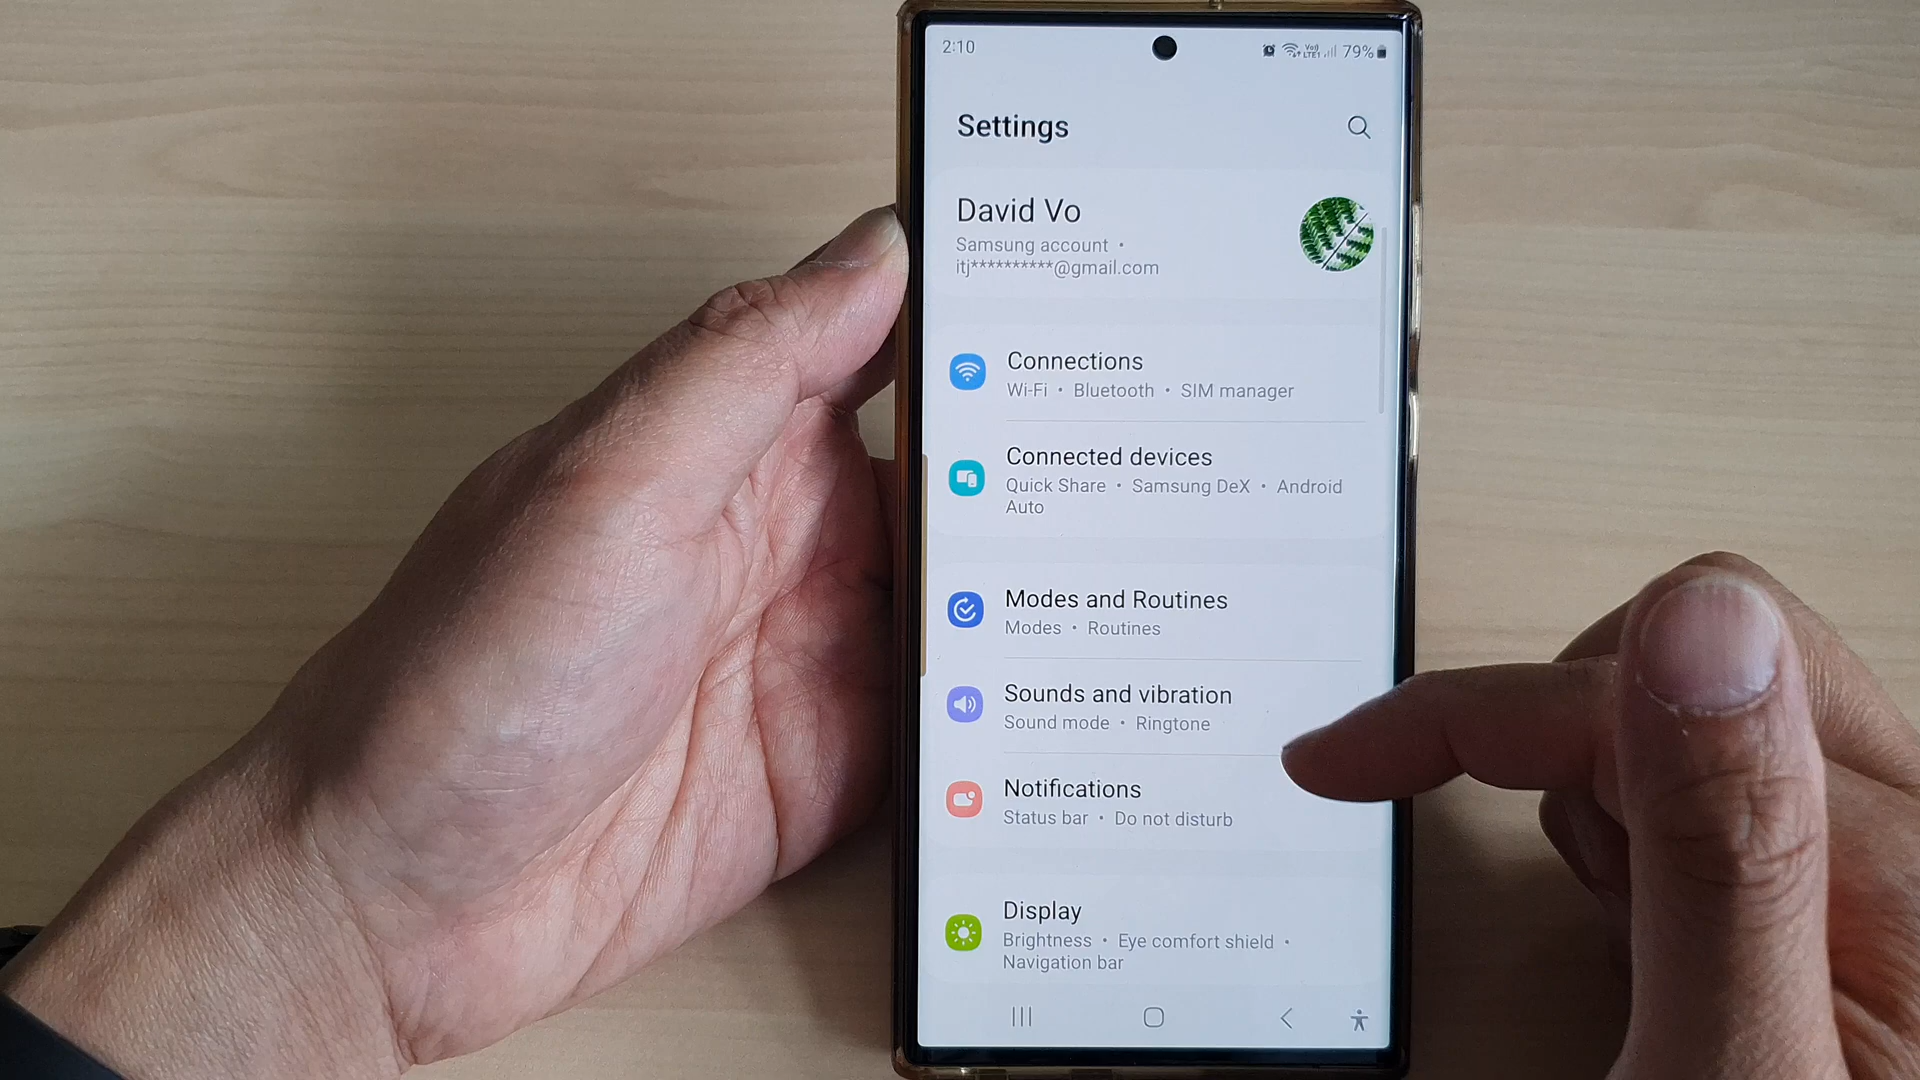 2:10
79%
Settings
David Vo
Samsung account •
itj**********@gmail.com
Connections
Wi-Fi • Bluetooth • SIM manager
Connected devices
Quick Share • Samsung DeX • Android
Auto
Modes and Routines
Modes • Routines
Sounds and vibration
Sound mode • Ringtone
Notifications
Status bar • Do not disturb
Display
Brightness • Eye comfort shield •
Navigation bar